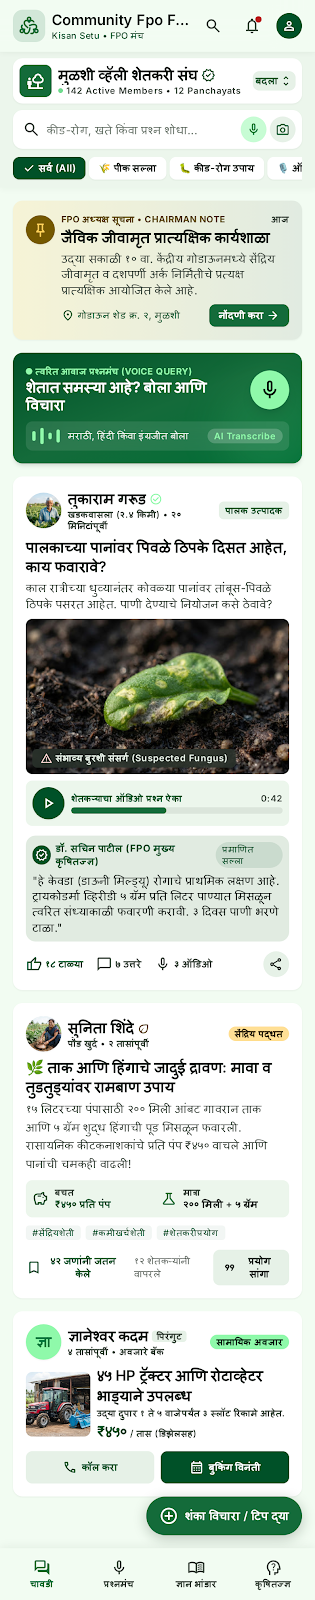 Community Fpo F...
Kisan Setu • FPO मंच
मुळशी व्हॅली शेतकरी संघ
142 Active Members • 12 Panchayats
बदला
कीड-रोग, खते किंवा प्रश्न शोधा...
सर्व (All)
🌾 पीक सल्ला
🐛 कीड-रोग उपाय
FPO अध्यक्ष सूचना • CHAIRMAN NOTE
आज
जैविक जीवामृत प्रात्यक्षिक कार्यशाळा
उद्या सकाळी १० वा. केंद्रीय गोडाऊनमध्ये सेंद्रिय
जीवामृत व दशपर्णी अर्क निर्मितीचे प्रत्यक्ष
प्रात्यक्षिक आयोजित केले आहे.
गोडाऊन शेड क्र. २, मुळशी
नोंदणी करा →
त्वरित आवाज प्रश्नमंच (VOICE QUERY)
शेतात समस्या आहे? बोला आणि
विचारा
मराठी, हिंदी किंवा इंग्रजीत बोला
AI Transcribe
तुकाराम गरूड
खडकवासला (२.४ किमी) • २०
मिनिटांपूर्वी
पालक उत्पादक
पालकाच्या पानांवर पिवळे ठिपके दिसत आहेत,
काय फवारावे?
काल रात्रीच्या धुव्यानंतर कोवळ्या पानांवर तांबूस-पिवळे
ठिपके पसरत आहेत. पाणी देण्याचे नियोजन कसे ठेवावे?
संभाव्य बुरशी संसर्ग (Suspected Fungus)
शेतकऱ्याचा ऑडिओ प्रश्न ऐका
0:42
डॉ. सचिन पाटील (FPO मुख्य
कृषितज्ज्ञ)
प्रमाणित
सल्ला
"हे केवडा (डाऊनी मिल्ड्यू) रोगाचे प्राथमिक लक्षण आहे.
ट्रायकोडर्मा व्हिरीडी ५ ग्रॅम प्रति लिटर पाण्यात मिसळून
त्वरित संध्याकाळी फवारणी करावी. ३ दिवस पाणी भरणे
टाळा."
१८ टाळ्या
७ उत्तरे
३ ऑडिओ
सुनिता शिंदे
पौंड खुर्द • २ तासांपूर्वी
सेंद्रिय पद्धत
🌿 ताक आणि हिंगाचे जादुई द्रावण: मावा व
तुडतुड्यांवर रामबाण उपाय
१५ लिटरच्या पंपासाठी २०० मिली आंबट गावरान ताक
आणि ५ ग्रॅम शुद्ध हिंगाची पूड मिसळून फवारली.
रासायनिक कीटकनाशकांचे प्रति पंप ₹४५० वाचले आणि
पानांची चमकही वाढली!
बचत
₹४५० प्रति पंप
मात्रा
२०० मिली + ५ ग्रॅम
#सेंद्रियशेती
#कमीखर्चशेती
#शेतकरीप्रयोग
४२ जणांनी जतन
केले
१२ शेतकऱ्यांनी
वापरले
प्रयोग
सांगा
ज्ञा
ज्ञानेश्वर कदम
पिरंगुट
४ तासांपूर्वी • अवजारे बँक
सामायिक अवजार
४५ HP ट्रॅक्टर आणि रोटाव्हेटर
भाड्याने उपलब्ध
उद्या दुपार १ ते ५ वाजेपर्यंत ३ स्लॉट रिकामे आहेत.
₹७५० / तास (डिझेलसह)
कॉल करा
बुकिंग विनंती
शंका विचारा / टिप द्या
चावडी
प्रश्नमंच
ज्ञान भांडार
कृषितज्ज्ञ